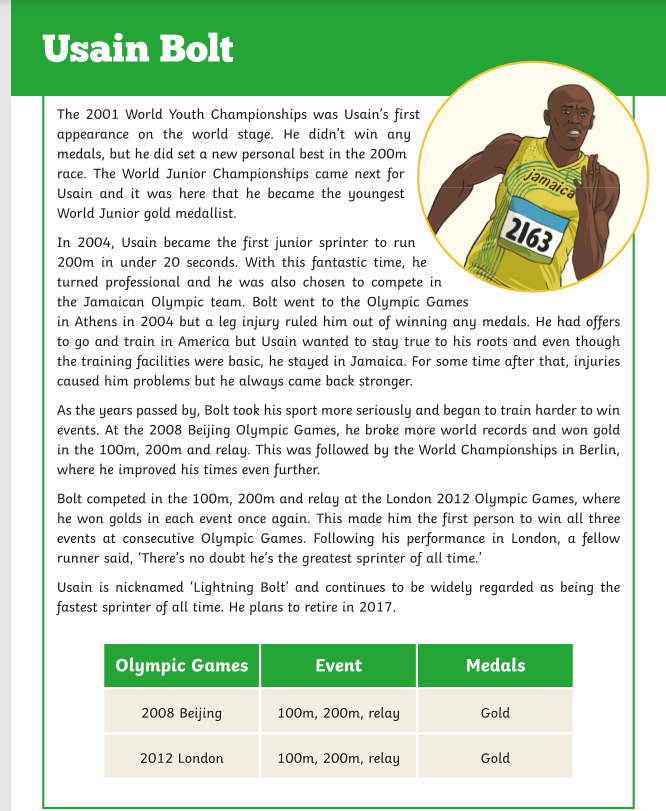 Usain Bolt
The 2001 World Youth Championships was Usain's first
appearance on the world stage. He didn't win any
medals, but he did set a new personal best in the 200m
race. The World Junior Championships came next for
Usain and it was here that he became the youngest
World Junior gold medallist.
In 2004, Usain became the first junior sprinter to run
200m in under 20 seconds. With this fantastic time, he
turned professional and he was also chosen to compete in
the Jamaican Olympic team. Bolt went to the Olympic Games
in Athens in 2004 but a leg injury ruled him out of winning any medals. He had offers
to go and train in America but Usain wanted to stay true to his roots and even though
the training facilities were basic, he stayed in Jamaica. For some time after that, injuries
caused him problems but he always came back stronger.
As the years passed by, Bolt took his sport more seriously and began to train harder to win
events. At the 2008 Beijing Olympic Games, he broke more world records and won gold
in the 100m, 200m and relay. This was followed by the World Championships in Berlin,
where he improved his times even further.
Bolt competed in the 100m, 200m and relay at the London 2012 Olympic Games, where
he won golds in each event once again. This made him the first person to win all three
events at consecutive Olympic Games. Following his performance in London, a fellow
runner said, 'There's no doubt he's the greatest sprinter of all time.'
Usain is nicknamed 'Lightning Bolt' and continues to be widely regarded as being the
fastest sprinter of all time. He plans to retire in 2017.
jamaica
2163
Olympic Games Event Medals
2008 Beijing 100m, 200m, relay Gold
2012 London 100m, 200m, relay Gold